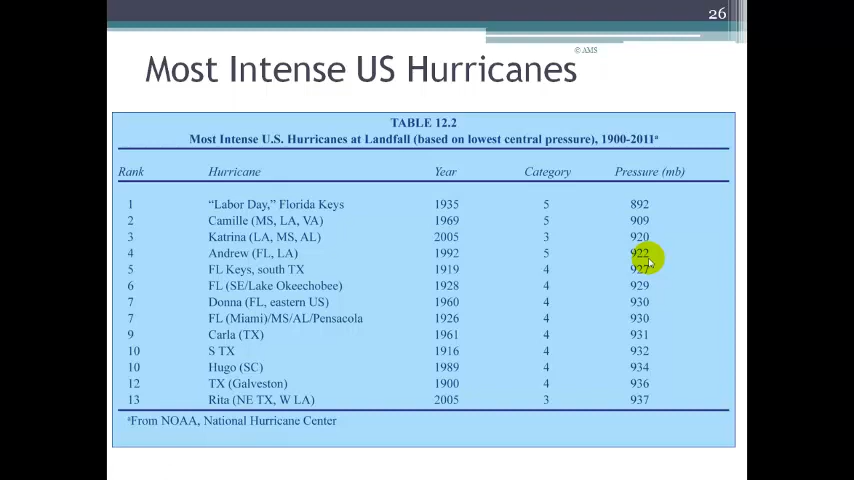 26
© AMS
Most Intense US Hurricanes
TABLE 12.2
Most Intense U.S. Hurricanes at Landfall (based on lowest central pressure), 1900-2011ᵃ
Rank Hurricane Year Category Pressure (mb)
1 “Labor Day,” Florida Keys 1935 5 892
2 Camille (MS, LA, VA) 1969 5 909
3 Katrina (LA, MS, AL) 2005 3 920
4 Andrew (FL, LA) 1992 5 922
5 FL Keys, south TX 1919 4 927
6 FL (SE/Lake Okeechobee) 1928 4 929
7 Donna (FL, eastern US) 1960 4 930
7 FL (Miami)/MS/AL/Pensacola 1926 4 930
9 Carla (TX) 1961 4 931
10 S TX 1916 4 932
10 Hugo (SC) 1989 4 934
12 TX (Galveston) 1900 4 936
13 Rita (NE TX, W LA) 2005 3 937
ᵃFrom NOAA, National Hurricane Center